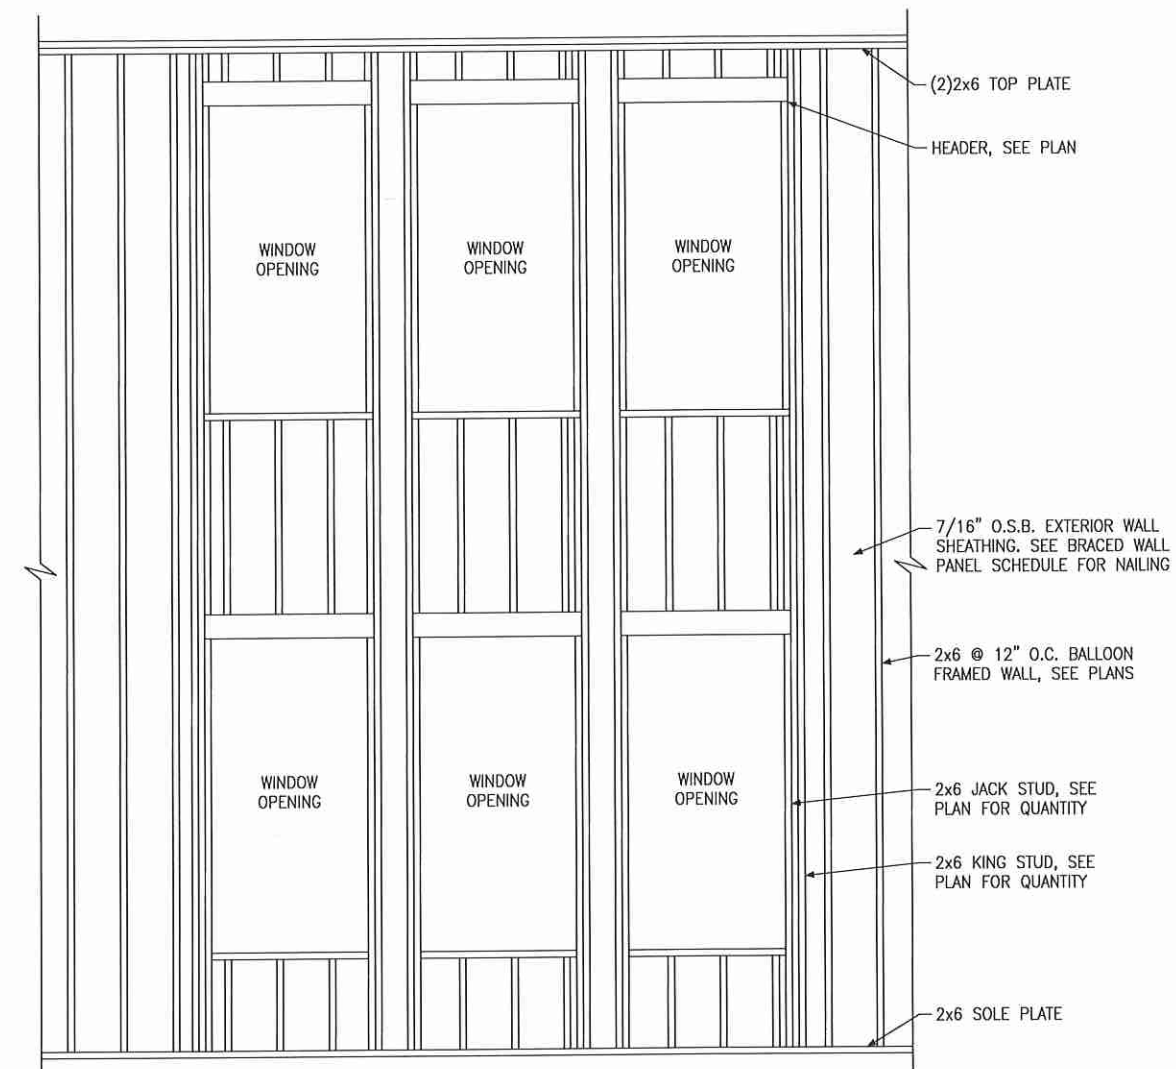 (2)2x6 TOP PLATE
HEADER, SEE PLAN
WINDOW
OPENING
WINDOW
OPENING
WINDOW
OPENING
7/16" O.S.B. EXTERIOR WALL
SHEATHING. SEE BRACED WALL
PANEL SCHEDULE FOR NAILING
2x6 @ 12" O.C. BALLOON
FRAMED WALL, SEE PLANS
WINDOW
OPENING
WINDOW
OPENING
WINDOW
OPENING
2x6 JACK STUD, SEE
PLAN FOR QUANTITY
2x6 KING STUD, SEE
PLAN FOR QUANTITY
2x6 SOLE PLATE